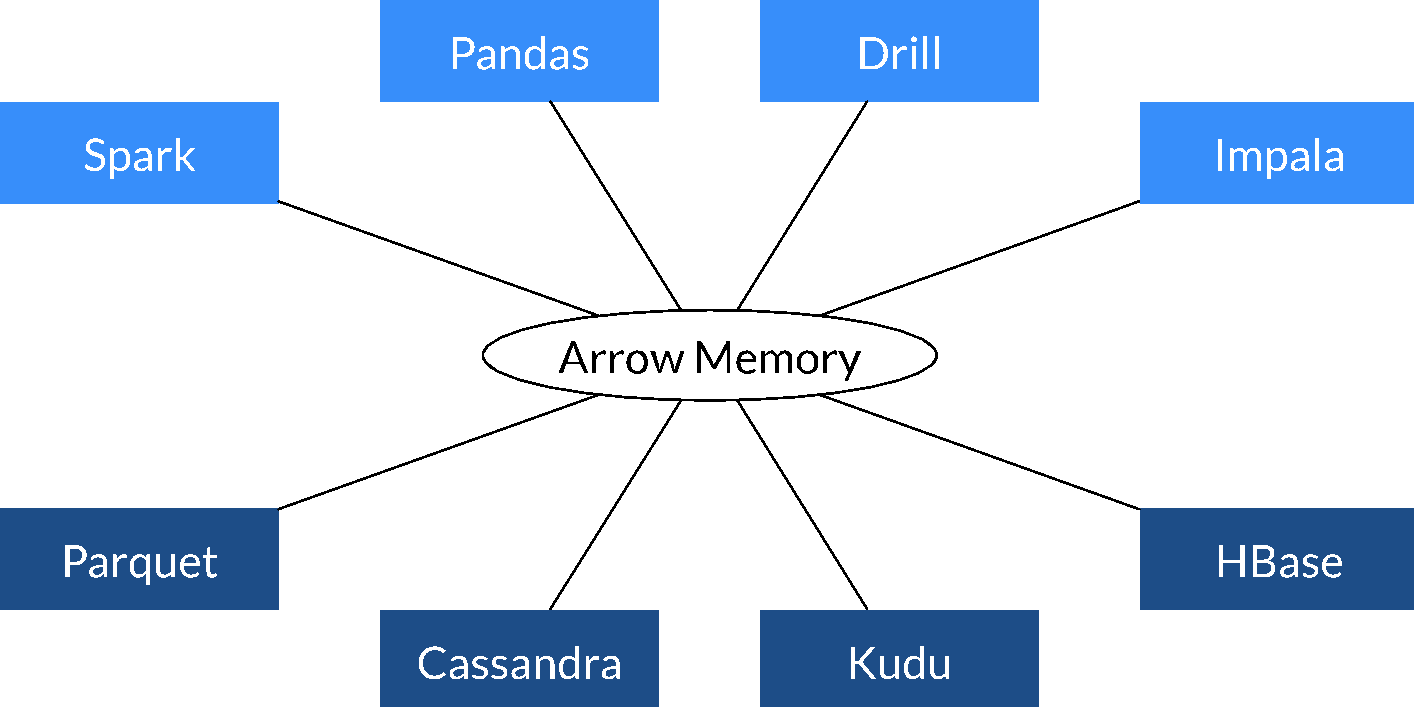 Pandas
Drill
Spark
Impala
Arrow Memory
Parquet
HBase
Cassandra
Kudu